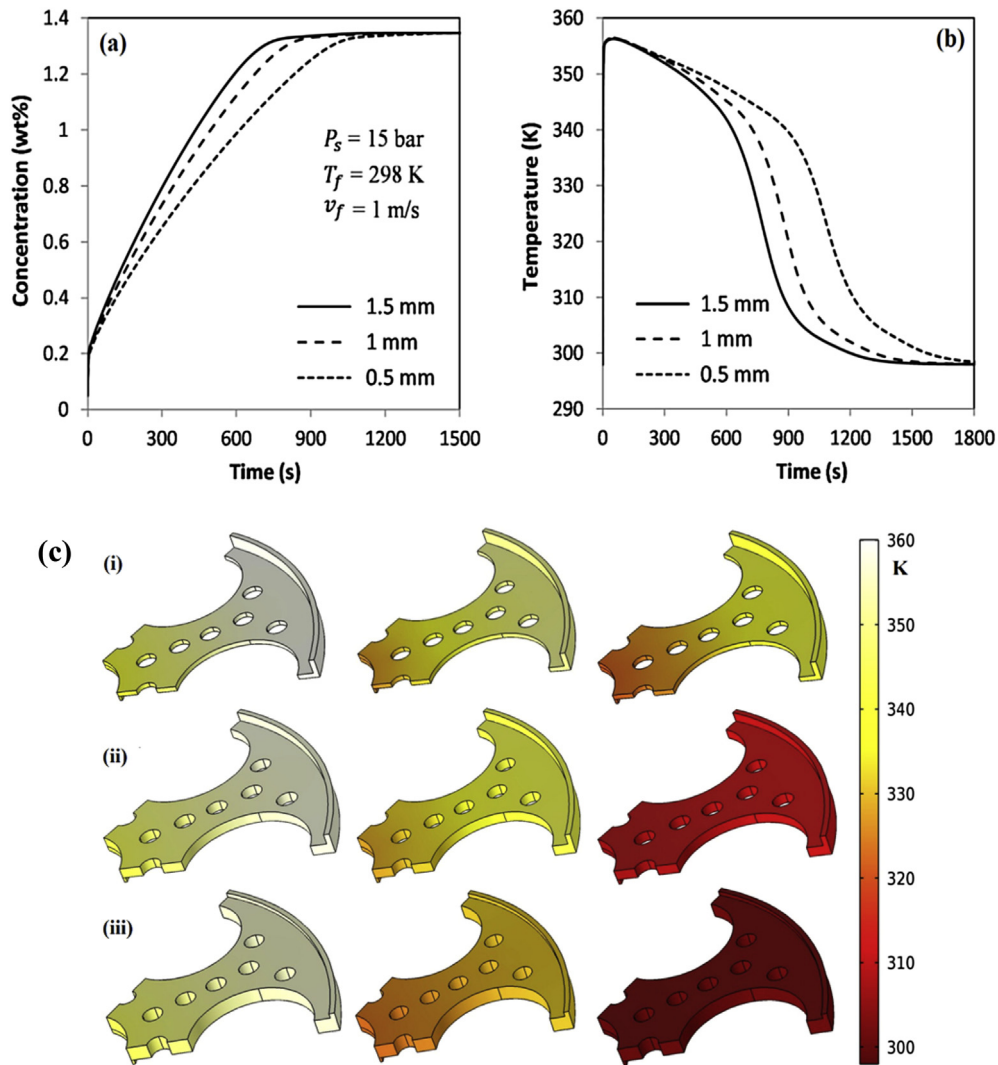 (a)
Concentration (wt%)
1.4
1.2
1
0.8
0.6
0.4
0.2
0
P_s = 15 bar
T_f = 298 K
v_f = 1 m/s
1.5 mm
1 mm
0.5 mm
0 300 600 900 1200 1500
Time (s)
(b)
Temperature (K)
360
350
340
330
320
310
300
290
1.5 mm
1 mm
0.5 mm
0 300 600 900 1200 1500 1800
Time (s)
(c)
(i)
(ii)
(iii)
360
K
350
340
330
320
310
300